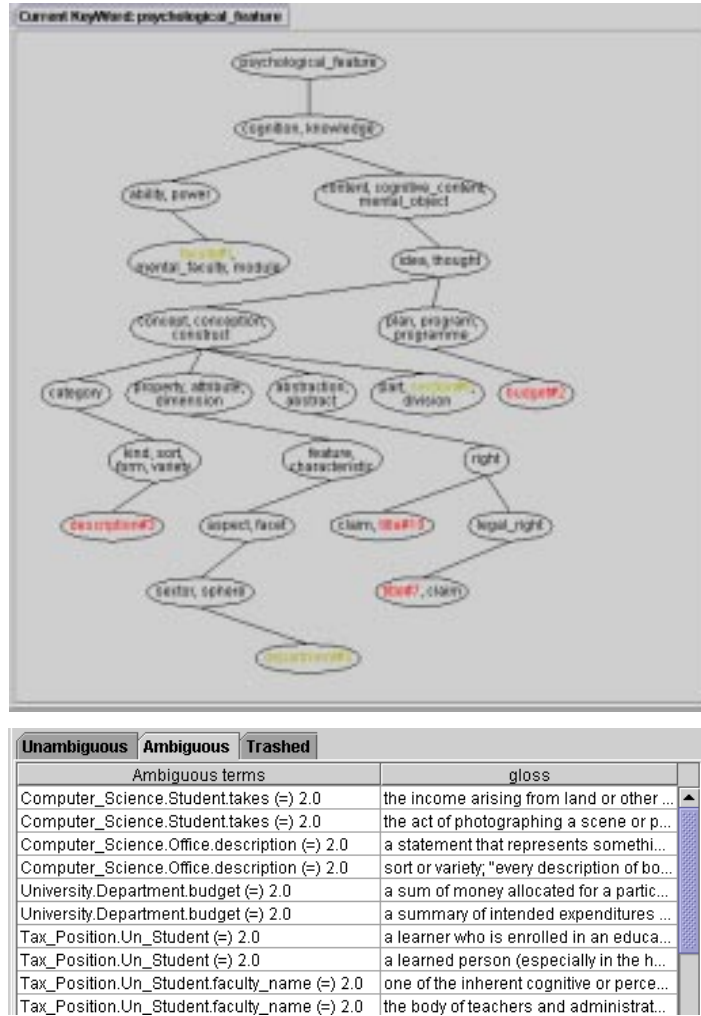 Current KeyWord: psychological_feature
psychological_feature
cognition, knowledge
ability, power
content, cognitive_content,
mental_object
mental_faculty, module
idea, thought
concept, conception,
construct
plan, program,
programme
category
property, attribute,
dimension
abstraction,
abstract
part,
division
budget#2
kind, sort,
form, variety
feature,
characteristic
right
description#3
aspect, facet
claim, title#10
legal_right
sector, sphere
title#7, claim
Unambiguous Ambiguous Trashed
Ambiguous terms gloss
Computer_Science.Student.takes (=) 2.0 the income arising from land or other ...
Computer_Science.Student.takes (=) 2.0 the act of photographing a scene or p...
Computer_Science.Office.description (=) 2.0 a statement that represents somethi...
Computer_Science.Office.description (=) 2.0 sort or variety; "every description of bo...
University.Department.budget (=) 2.0 a sum of money allocated for a partic...
University.Department.budget (=) 2.0 a summary of intended expenditures ...
Tax_Position.Un_Student (=) 2.0 a learner who is enrolled in an educa...
Tax_Position.Un_Student (=) 2.0 a learned person (especially in the h...
Tax_Position.Un_Student.faculty_name (=) 2.0 one of the inherent cognitive or perce...
Tax_Position.Un_Student.faculty_name (=) 2.0 the body of teachers and administrat...